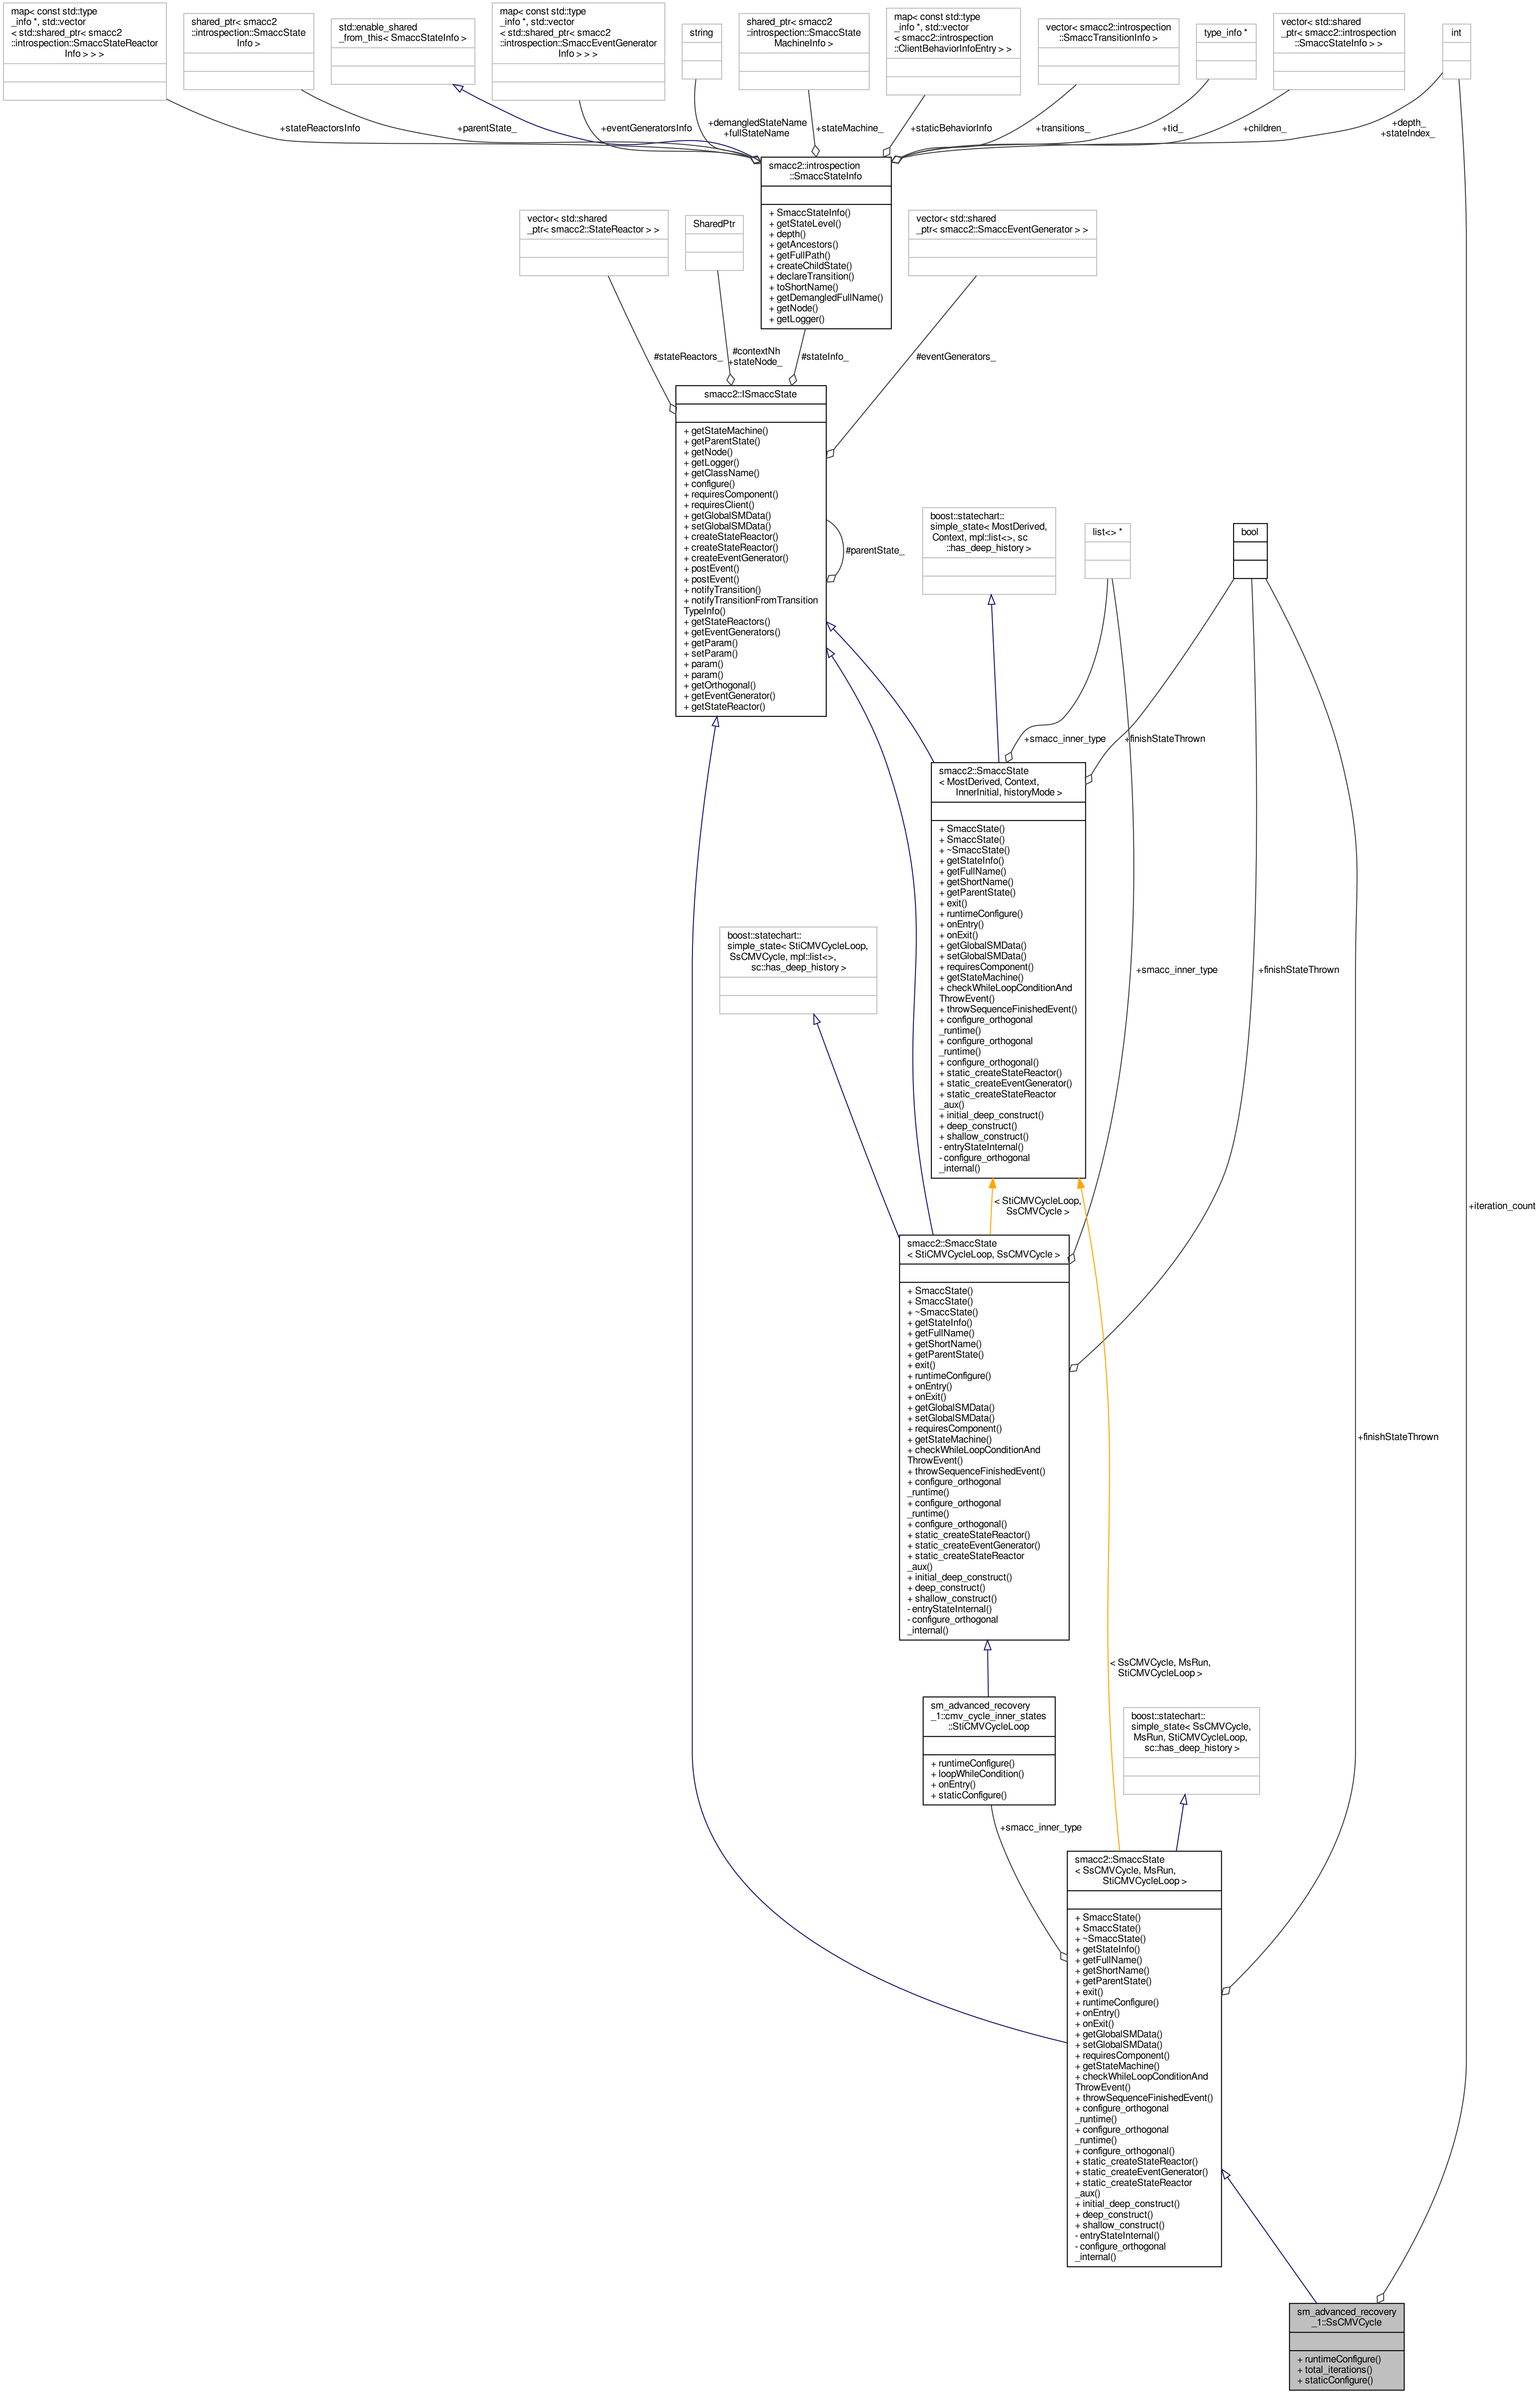 map< const std::type
_info *, std::vector
< std::shared_ptr< smacc2
::introspection::SmaccStateReactor
Info > > >
shared_ptr< smacc2
::introspection::SmaccState
Info >
std::enable_shared
_from_this< SmaccStateInfo >
map< const std::type
_info *, std::vector
< std::shared_ptr< smacc2
::introspection::SmaccEventGenerator
Info > > >
string
shared_ptr< smacc2
::introspection::SmaccState
MachineInfo >
map< const std::type
_info *, std::vector
< smacc2::introspection
::ClientBehaviorInfoEntry > >
vector< smacc2::introspection
::SmaccTransitionInfo >
type_info *
vector< std::shared
_ptr< smacc2::introspection
::SmaccStateInfo > >
int
+stateReactorsInfo
+parentState_
+eventGeneratorsInfo
+demangledStateName
+fullStateName
+stateMachine_
+staticBehaviorInfo
+transitions_
+tid_
+children_
+depth_
+stateIndex_
smacc2::introspection
::SmaccStateInfo
+ SmaccStateInfo()
+ getStateLevel()
+ depth()
+ getAncestors()
+ getFullPath()
+ createChildState()
+ declareTransition()
+ toShortName()
+ getDemangledFullName()
+ getNode()
+ getLogger()
vector< std::shared
_ptr< smacc2::StateReactor > >
SharedPtr
vector< std::shared
_ptr< smacc2::SmaccEventGenerator > >
#stateReactors_
#contextNh
+stateNode_
#stateInfo_
#eventGenerators_
smacc2::ISmaccState
+ getStateMachine()
+ getParentState()
+ getNode()
+ getLogger()
+ getClassName()
+ configure()
+ requiresComponent()
+ requiresClient()
+ getGlobalSMData()
+ setGlobalSMData()
+ createStateReactor()
+ createStateReactor()
+ createEventGenerator()
+ postEvent()
+ postEvent()
+ notifyTransition()
+ notifyTransitionFromTransition
TypeInfo()
+ getStateReactors()
+ getEventGenerators()
+ getParam()
+ setParam()
+ param()
+ param()
+ getOrthogonal()
+ getEventGenerator()
+ getStateReactor()
#parentState_
boost::statechart::
simple_state< MostDerived,
Context, mpl::list<>, sc
::has_deep_history >
list<> *
bool
+smacc_inner_type
+finishStateThrown
smacc2::SmaccState
< MostDerived, Context,
InnerInitial, historyMode >
+ SmaccState()
+ SmaccState()
+ ~SmaccState()
+ getStateInfo()
+ getFullName()
+ getShortName()
+ getParentState()
+ exit()
+ runtimeConfigure()
+ onEntry()
+ onExit()
+ getGlobalSMData()
+ setGlobalSMData()
+ requiresComponent()
+ getStateMachine()
+ checkWhileLoopConditionAnd
ThrowEvent()
+ throwSequenceFinishedEvent()
+ configure_orthogonal
_runtime()
+ configure_orthogonal
_runtime()
+ configure_orthogonal()
+ static_createStateReactor()
+ static_createEventGenerator()
+ static_createStateReactor
_aux()
+ initial_deep_construct()
+ deep_construct()
+ shallow_construct()
- entryStateInternal()
- configure_orthogonal
_internal()
boost::statechart::
simple_state< StiCMVCycleLoop,
SsCMVCycle, mpl::list<>,
sc::has_deep_history >
+smacc_inner_type
+finishStateThrown
< StiCMVCycleLoop,
SsCMVCycle >
+iteration_count
smacc2::SmaccState
< StiCMVCycleLoop, SsCMVCycle >
+ SmaccState()
+ SmaccState()
+ ~SmaccState()
+ getStateInfo()
+ getFullName()
+ getShortName()
+ getParentState()
+ exit()
+ runtimeConfigure()
+ onEntry()
+ onExit()
+ getGlobalSMData()
+ setGlobalSMData()
+ requiresComponent()
+ getStateMachine()
+ checkWhileLoopConditionAnd
ThrowEvent()
+ throwSequenceFinishedEvent()
+ configure_orthogonal
_runtime()
+ configure_orthogonal
_runtime()
+ configure_orthogonal()
+ static_createStateReactor()
+ static_createEventGenerator()
+ static_createStateReactor
_aux()
+ initial_deep_construct()
+ deep_construct()
+ shallow_construct()
- entryStateInternal()
- configure_orthogonal
_internal()
+finishStateThrown
< SsCMVCycle, MsRun,
StiCMVCycleLoop >
sm_advanced_recovery
_1::cmv_cycle_inner_states
::StiCMVCycleLoop
+ runtimeConfigure()
+ loopWhileCondition()
+ onEntry()
+ staticConfigure()
boost::statechart::
simple_state< SsCMVCycle,
MsRun, StiCMVCycleLoop,
sc::has_deep_history >
+smacc_inner_type
smacc2::SmaccState
< SsCMVCycle, MsRun,
StiCMVCycleLoop >
+ SmaccState()
+ SmaccState()
+ ~SmaccState()
+ getStateInfo()
+ getFullName()
+ getShortName()
+ getParentState()
+ exit()
+ runtimeConfigure()
+ onEntry()
+ onExit()
+ getGlobalSMData()
+ setGlobalSMData()
+ requiresComponent()
+ getStateMachine()
+ checkWhileLoopConditionAnd
ThrowEvent()
+ throwSequenceFinishedEvent()
+ configure_orthogonal
_runtime()
+ configure_orthogonal
_runtime()
+ configure_orthogonal()
+ static_createStateReactor()
+ static_createEventGenerator()
+ static_createStateReactor
_aux()
+ initial_deep_construct()
+ deep_construct()
+ shallow_construct()
- entryStateInternal()
- configure_orthogonal
_internal()
sm_advanced_recovery
_1::SsCMVCycle
+ runtimeConfigure()
+ total_iterations()
+ staticConfigure()